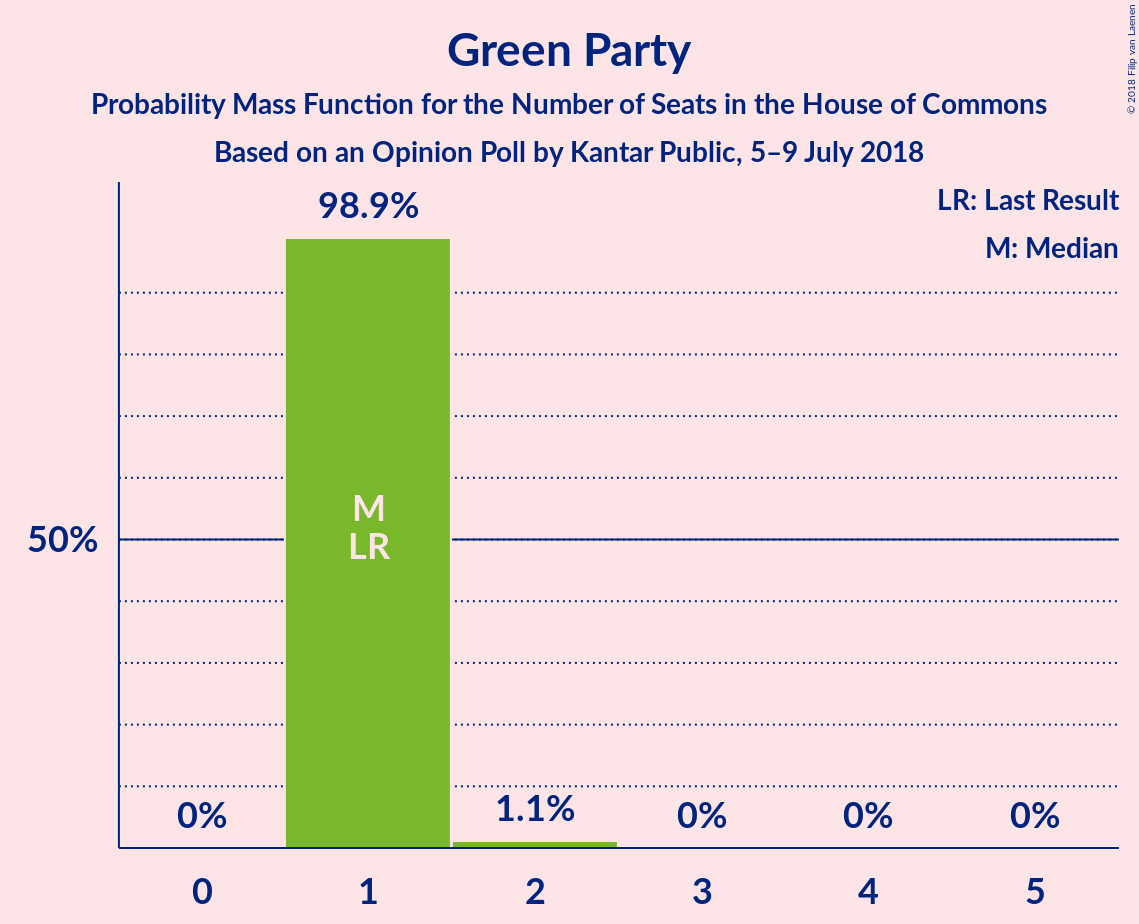 Green Party
Probability Mass Function for the Number of Seats in the House of Commons
Based on an Opinion Poll by Kantar Public, 5–9 July 2018
© 2018 Filip van Laenen
LR: Last Result
M: Median
98.9%
M
LR
50%
0%
1.1%
0%
0%
0%
0
1
2
3
4
5